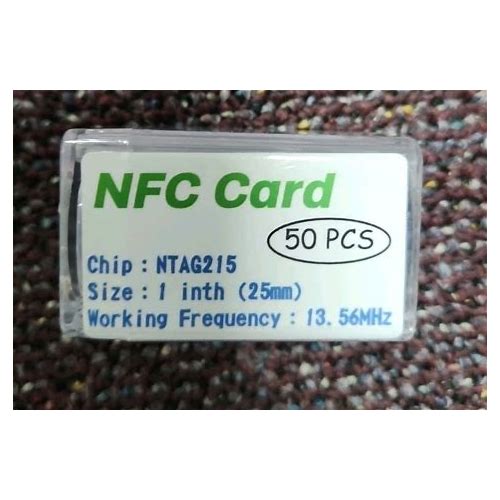 NFC Card
50 PCS
Chip : NTAG215
Size : 1 inth (25mm)
Working Frequency : 13.56MHz